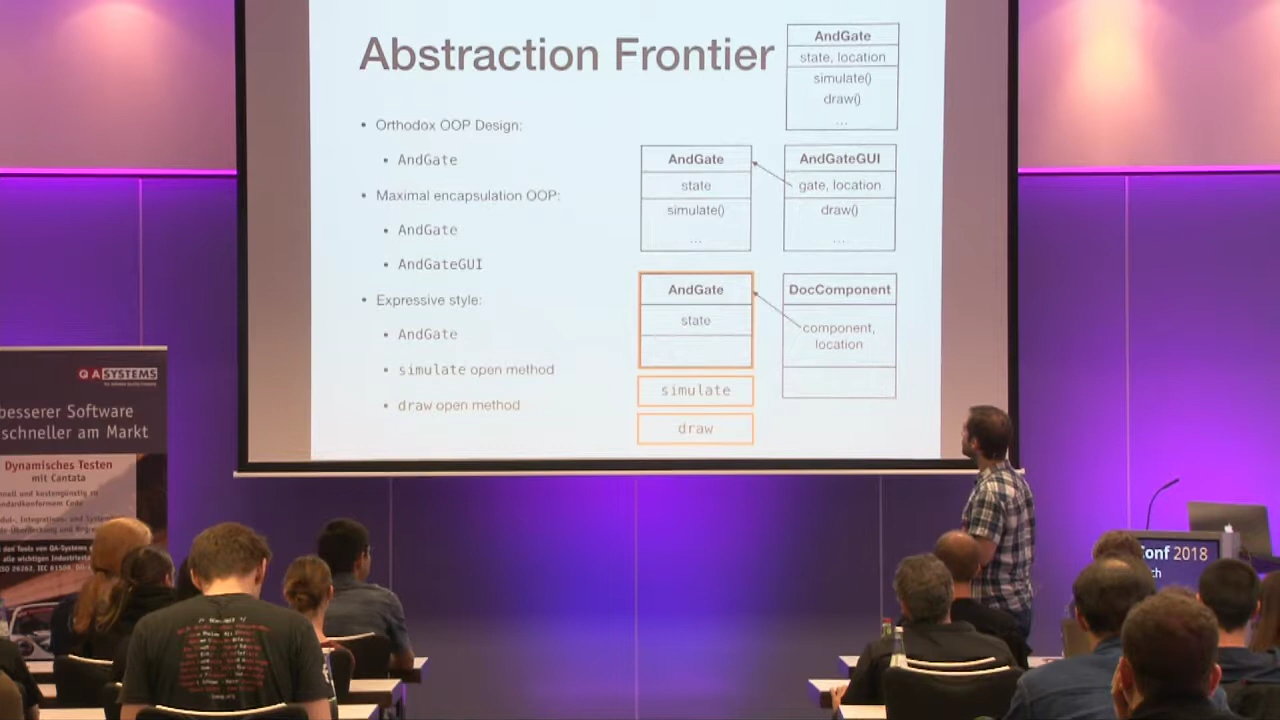 Abstraction Frontier
• Orthodox OOP Design:
• AndGate
• Maximal encapsulation OOP:
• AndGate
• AndGateGUI
• Expressive style:
• AndGate
• simulate open method
• draw open method
AndGate
state, location
simulate()
draw()
...
AndGate
state
simulate()
...
AndGateGUI
gate, location
draw()
...
AndGate
state
simulate
draw
DocComponent
component,
location
QA SYSTEMS
besserer Software
schneller am Markt
Dynamisches Testen
mit Cantata
Conf 2018
ch